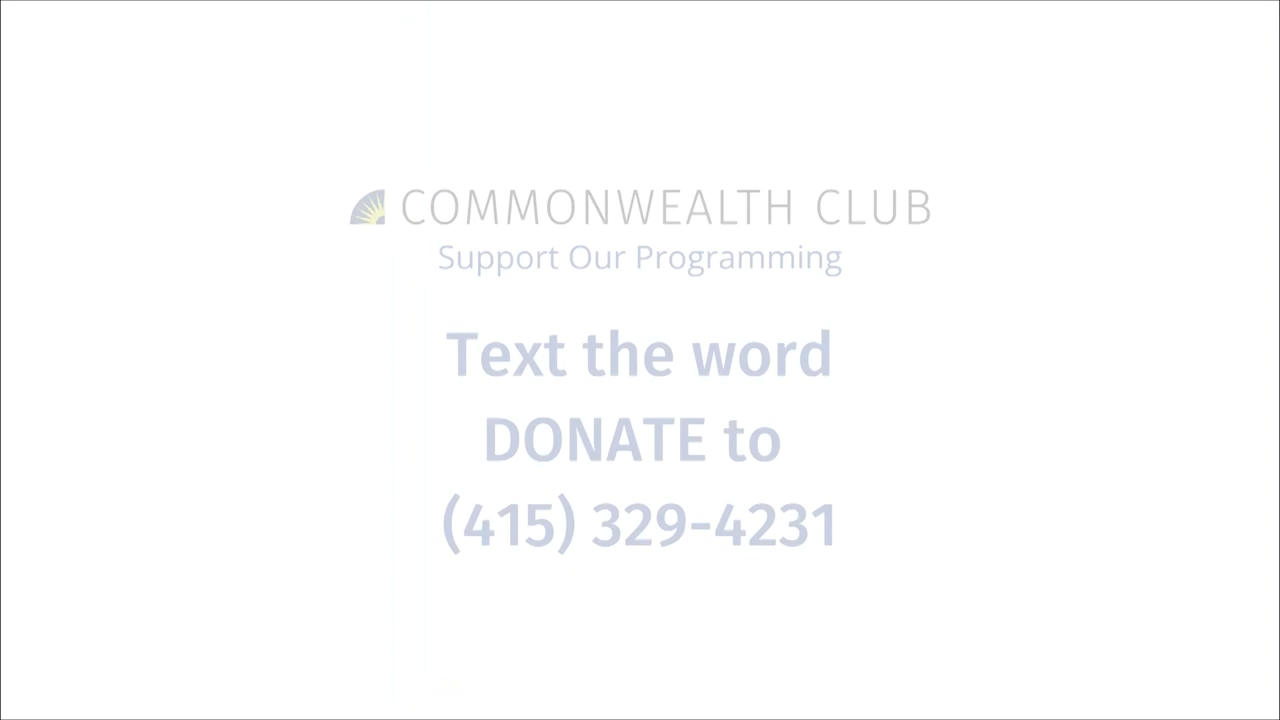 COMMONWEALTH CLUB
Support Our Programming
Text the word
DONATE to
(415) 329-4231